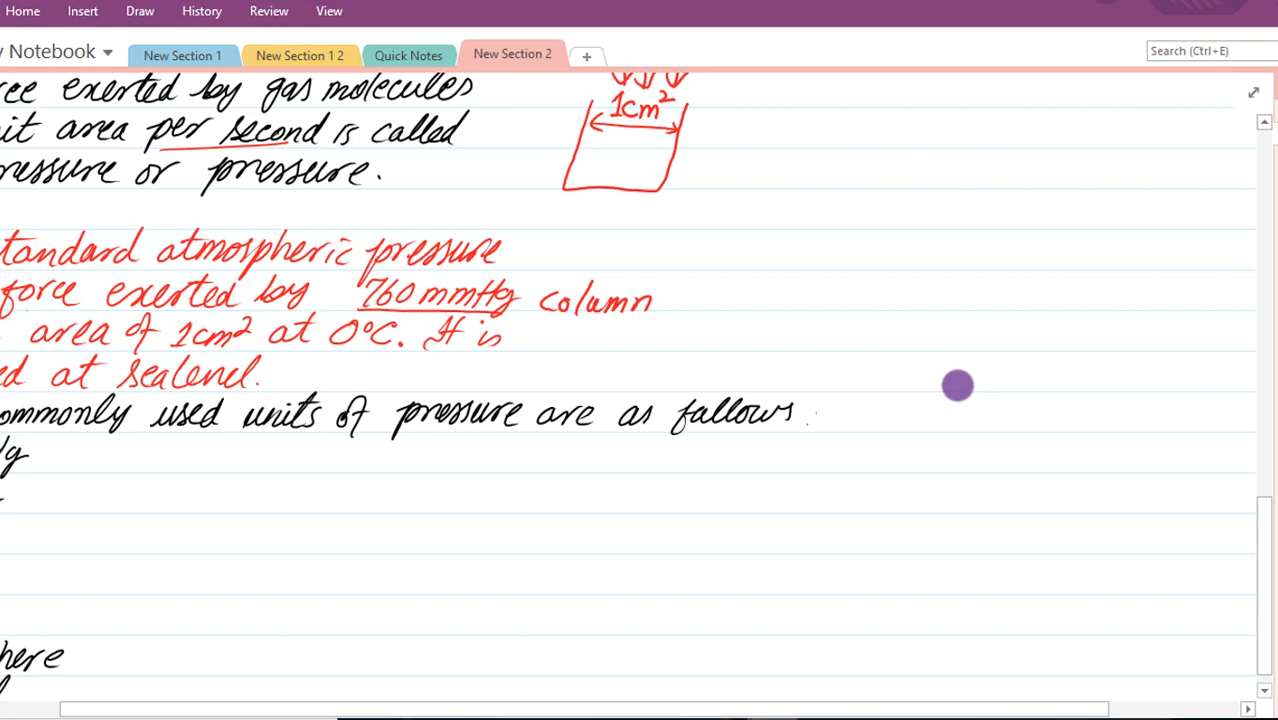 Home Insert Draw History Review View
y Notebook New Section 1 New Section 1 2 Quick Notes New Section 2 + Search (Ctrl+E)
ree exerted by gas molecules
1cm²
it area per second is called
ressure or pressure.
tandard atmospheric pressure
force exerted by 760 mmHg column
area of 1cm² at 0°C. It is
ed at sealevel.
ommonly used units of pressure are as fallows.
Hg
here